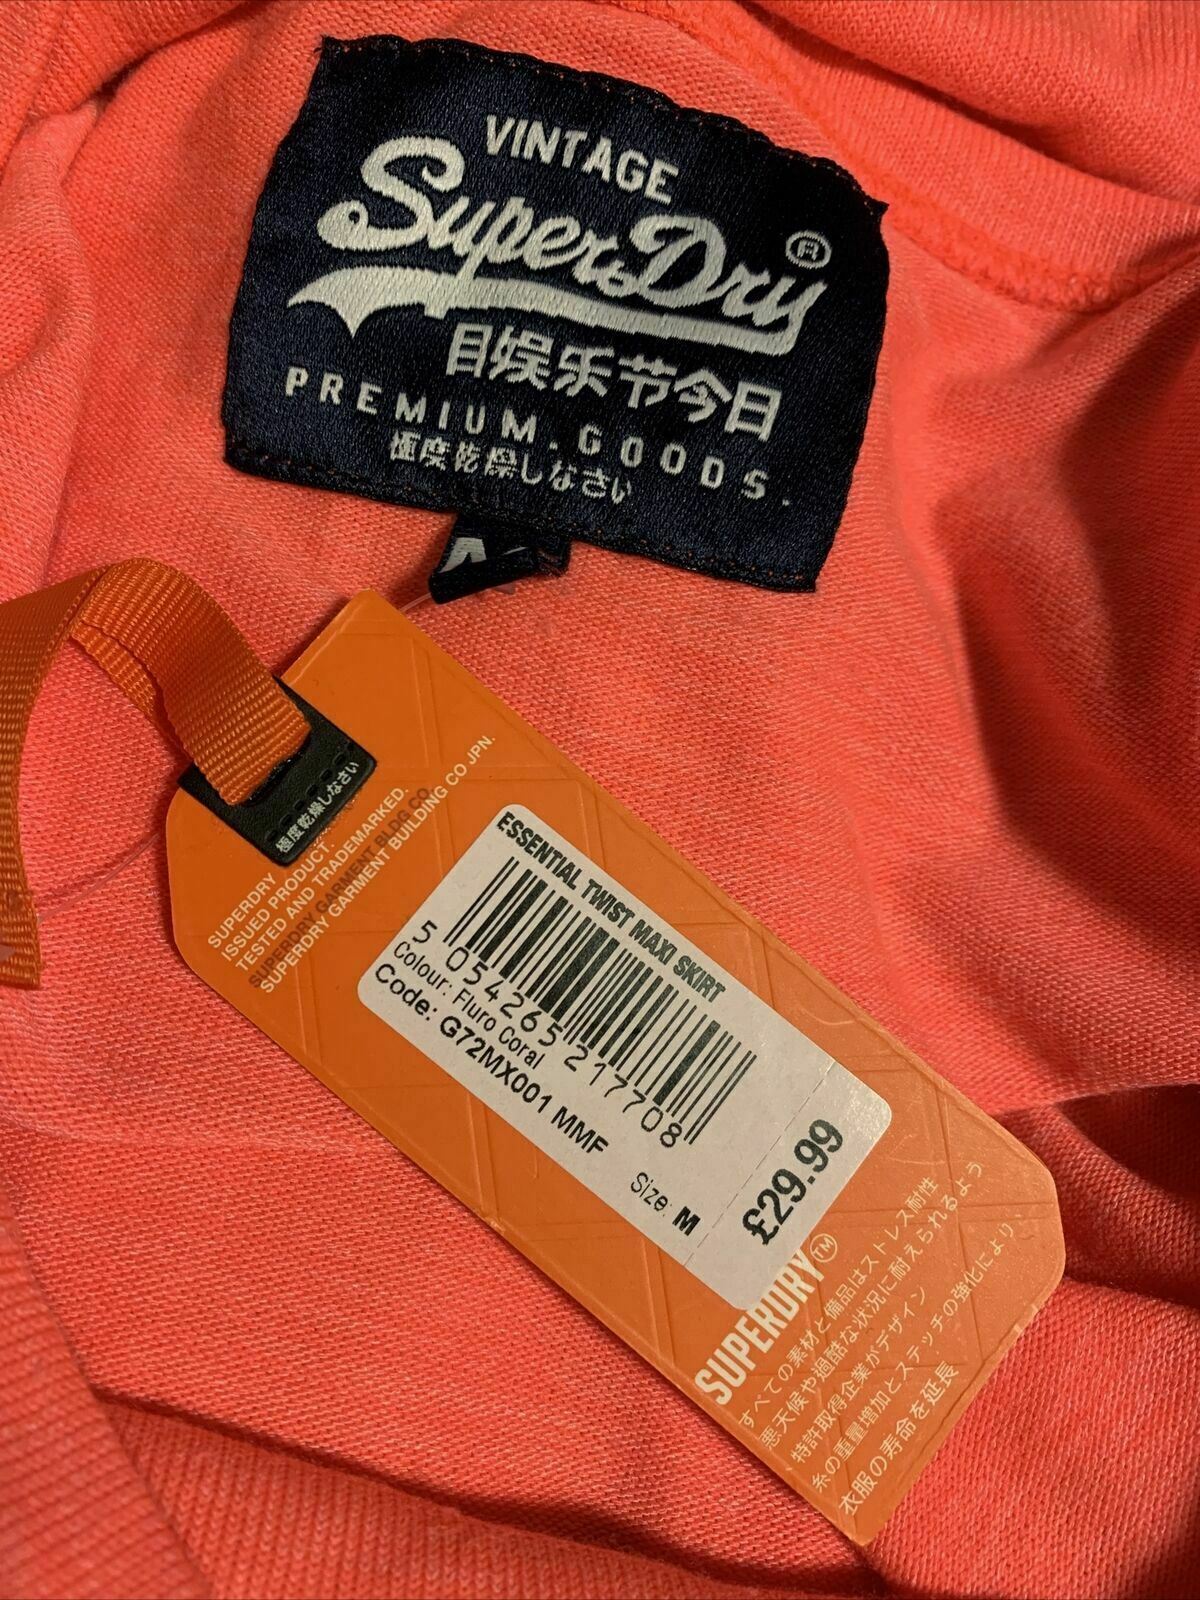 VINTAGE
SuperDry ®
目娱乐节今日
PREMIUM.GOODS.
極度乾燥しなさい
極度乾燥しなさい
SUPERDRY
ISSUED PRODUCT.
TESTED AND TRADEMARKED.
SUPERDRY GARMENT BLDG CO.
SUPERDRY GARMENT BUILDING CO JPN.
ESSENTIAL TWIST MAXI SKIRT
5 054265 217708
Colour: Fluro Coral
Code: G72MX001 MMF
Size: M
£29.99
SUPERDRY™
すべての素材と備品はストレス耐性
悪天候や過酷な状況に耐えられるよう
特許取得企業がデザイン
糸の重量増加とステッチの強化により、
衣服の寿命を延長